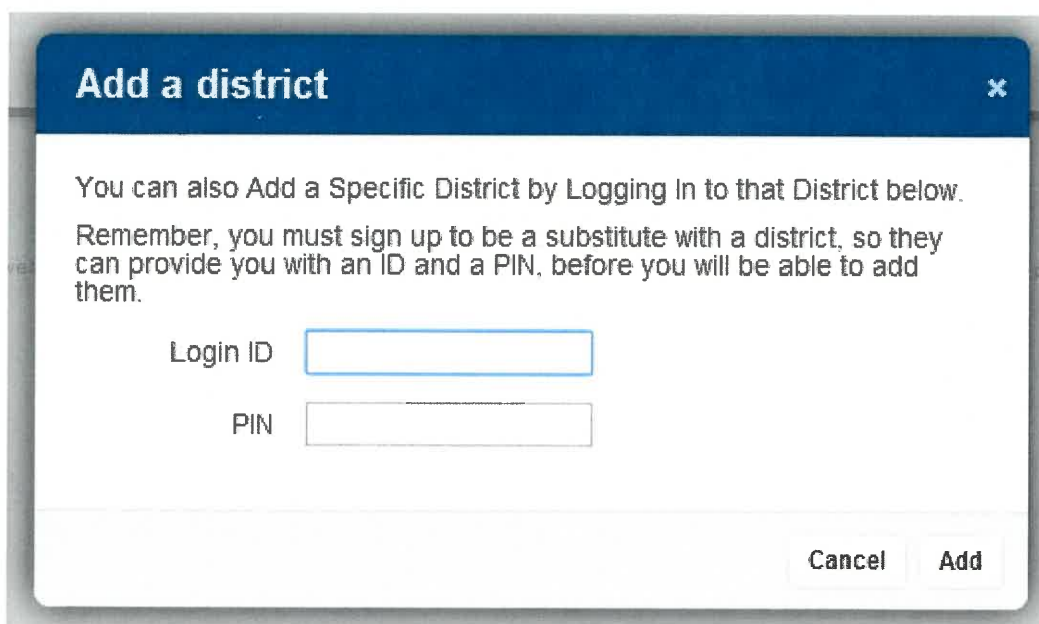 Add a district
×
You can also Add a Specific District by Logging In to that District below.
Remember, you must sign up to be a substitute with a district, so they
can provide you with an ID and a PIN, before you will be able to add
them.
Login ID
PIN
Cancel
Add